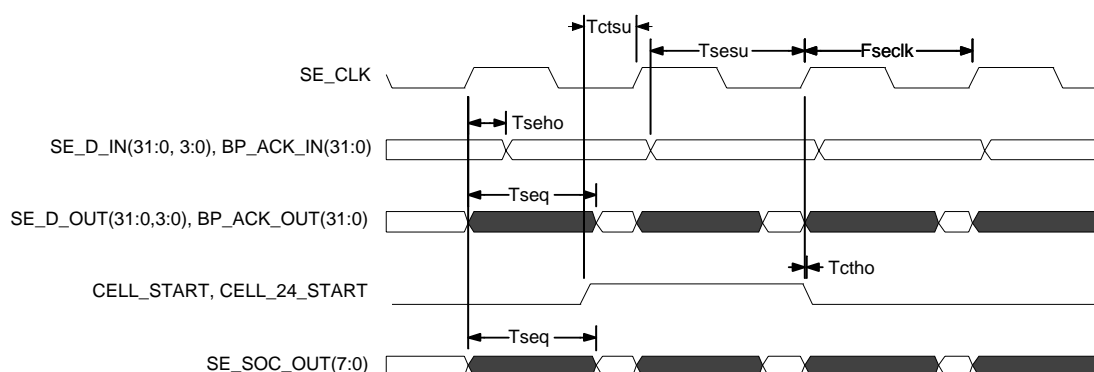 Tctsu
Tsesu
Fseclk
SE_CLK
Tseho
SE_D_IN(31:0, 3:0), BP_ACK_IN(31:0)
Tseq
SE_D_OUT(31:0,3:0), BP_ACK_OUT(31:0)
Tctho
CELL_START, CELL_24_START
Tseq
SE_SOC_OUT(7:0)